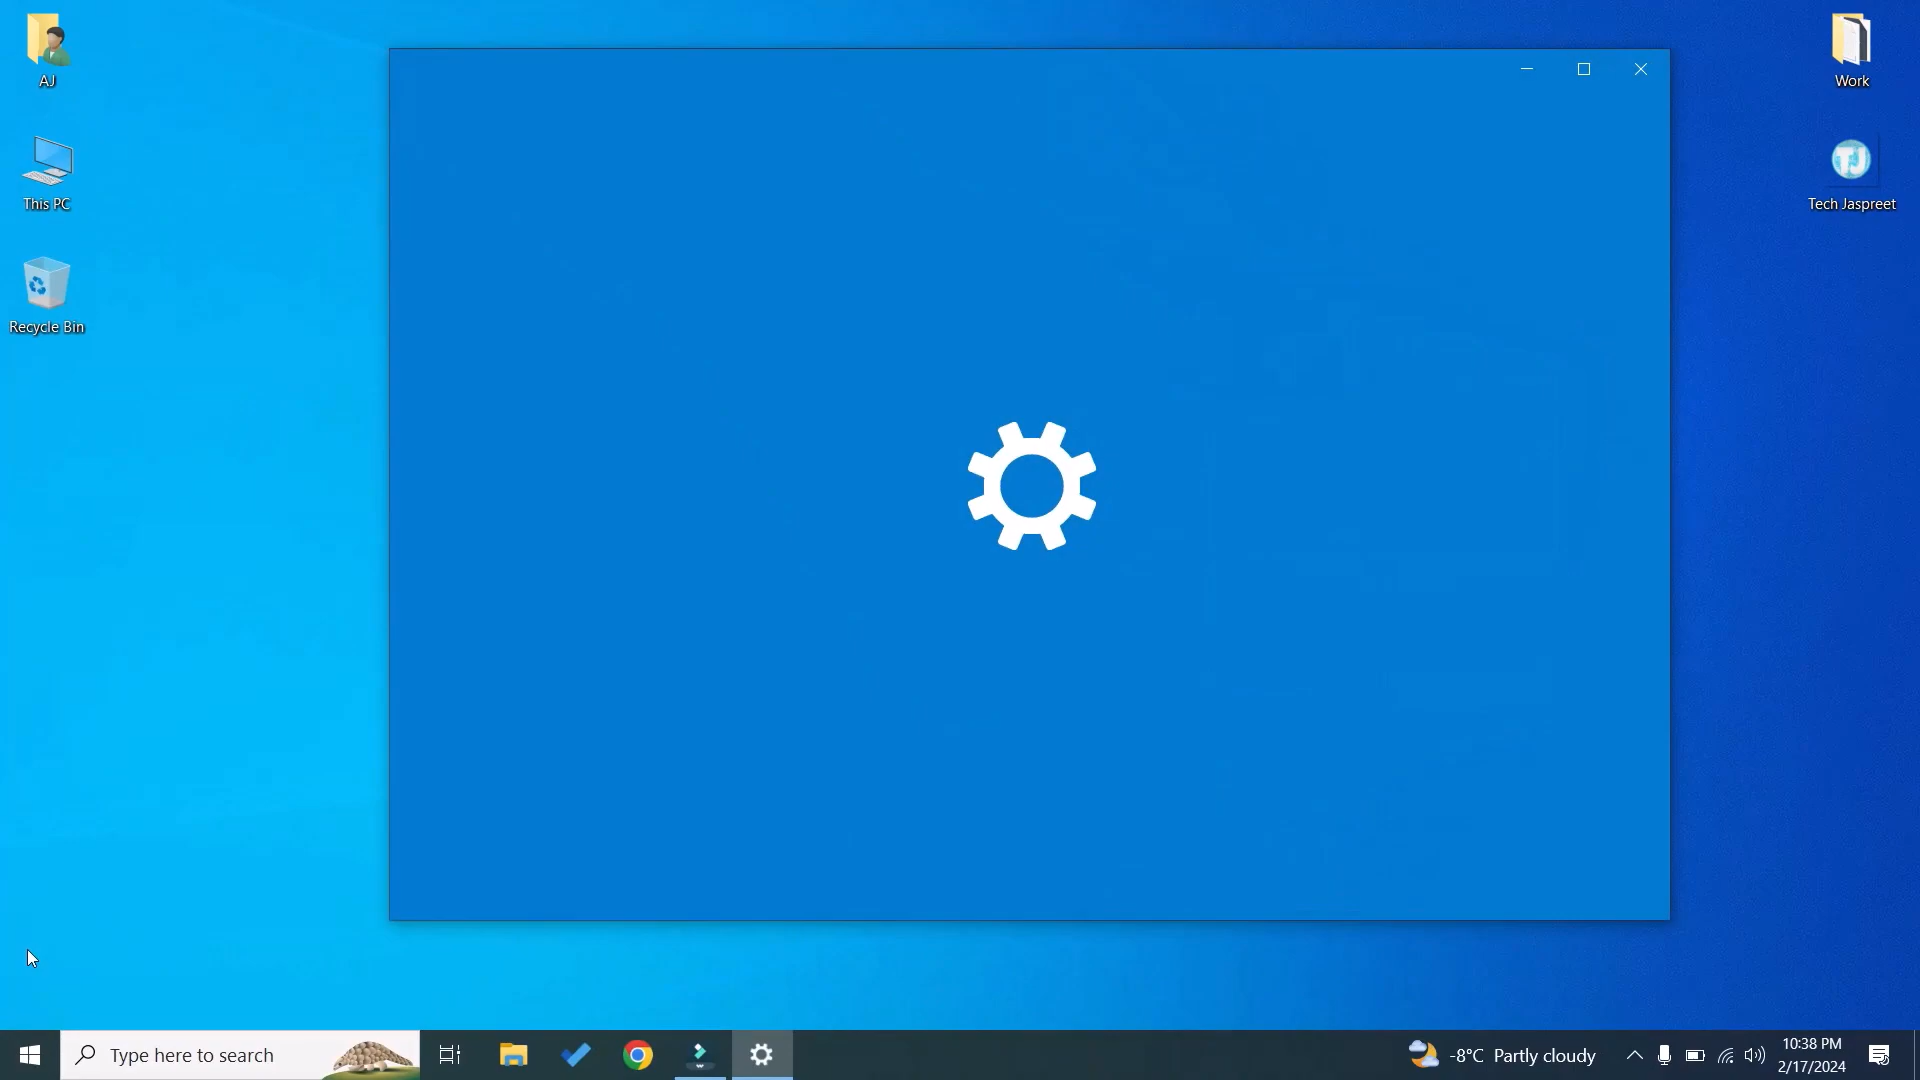 AJ
This PC
Recycle Bin
Work
TJ
Tech Jaspreet
Type here to search
-8°C Partly cloudy
10:38 PM
2/17/2024